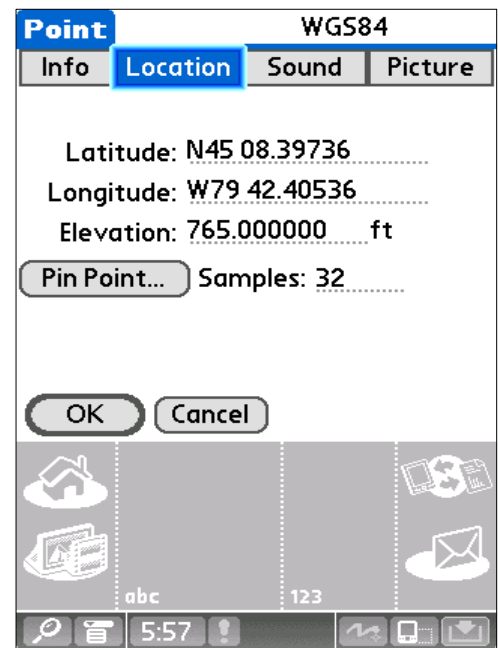 Point WGS84
Info Location Sound Picture
Latitude: N45 08.39736
Longitude: W79 42.40536
Elevation: 765.000000 ft
Pin Point... Samples: 32
OK Cancel
abc 123
5:57